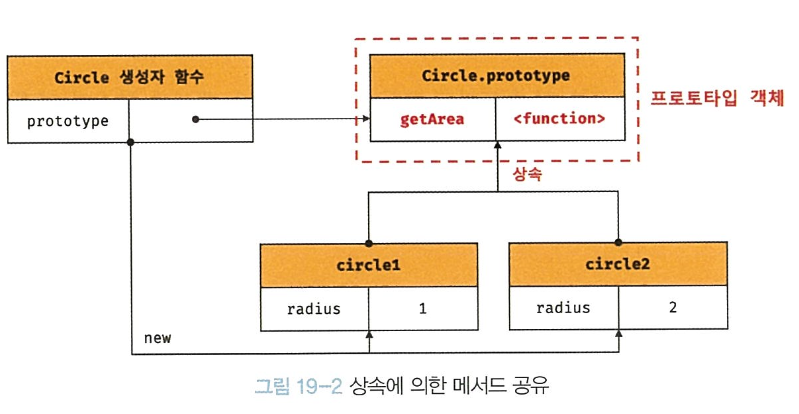 Circle 생성자 함수
prototype
Circle.prototype
getArea
<function>
프로토타입 객체
상속
circle1
radius
1
circle2
radius
2
new
그림 19-2 상속에 의한 메서드 공유